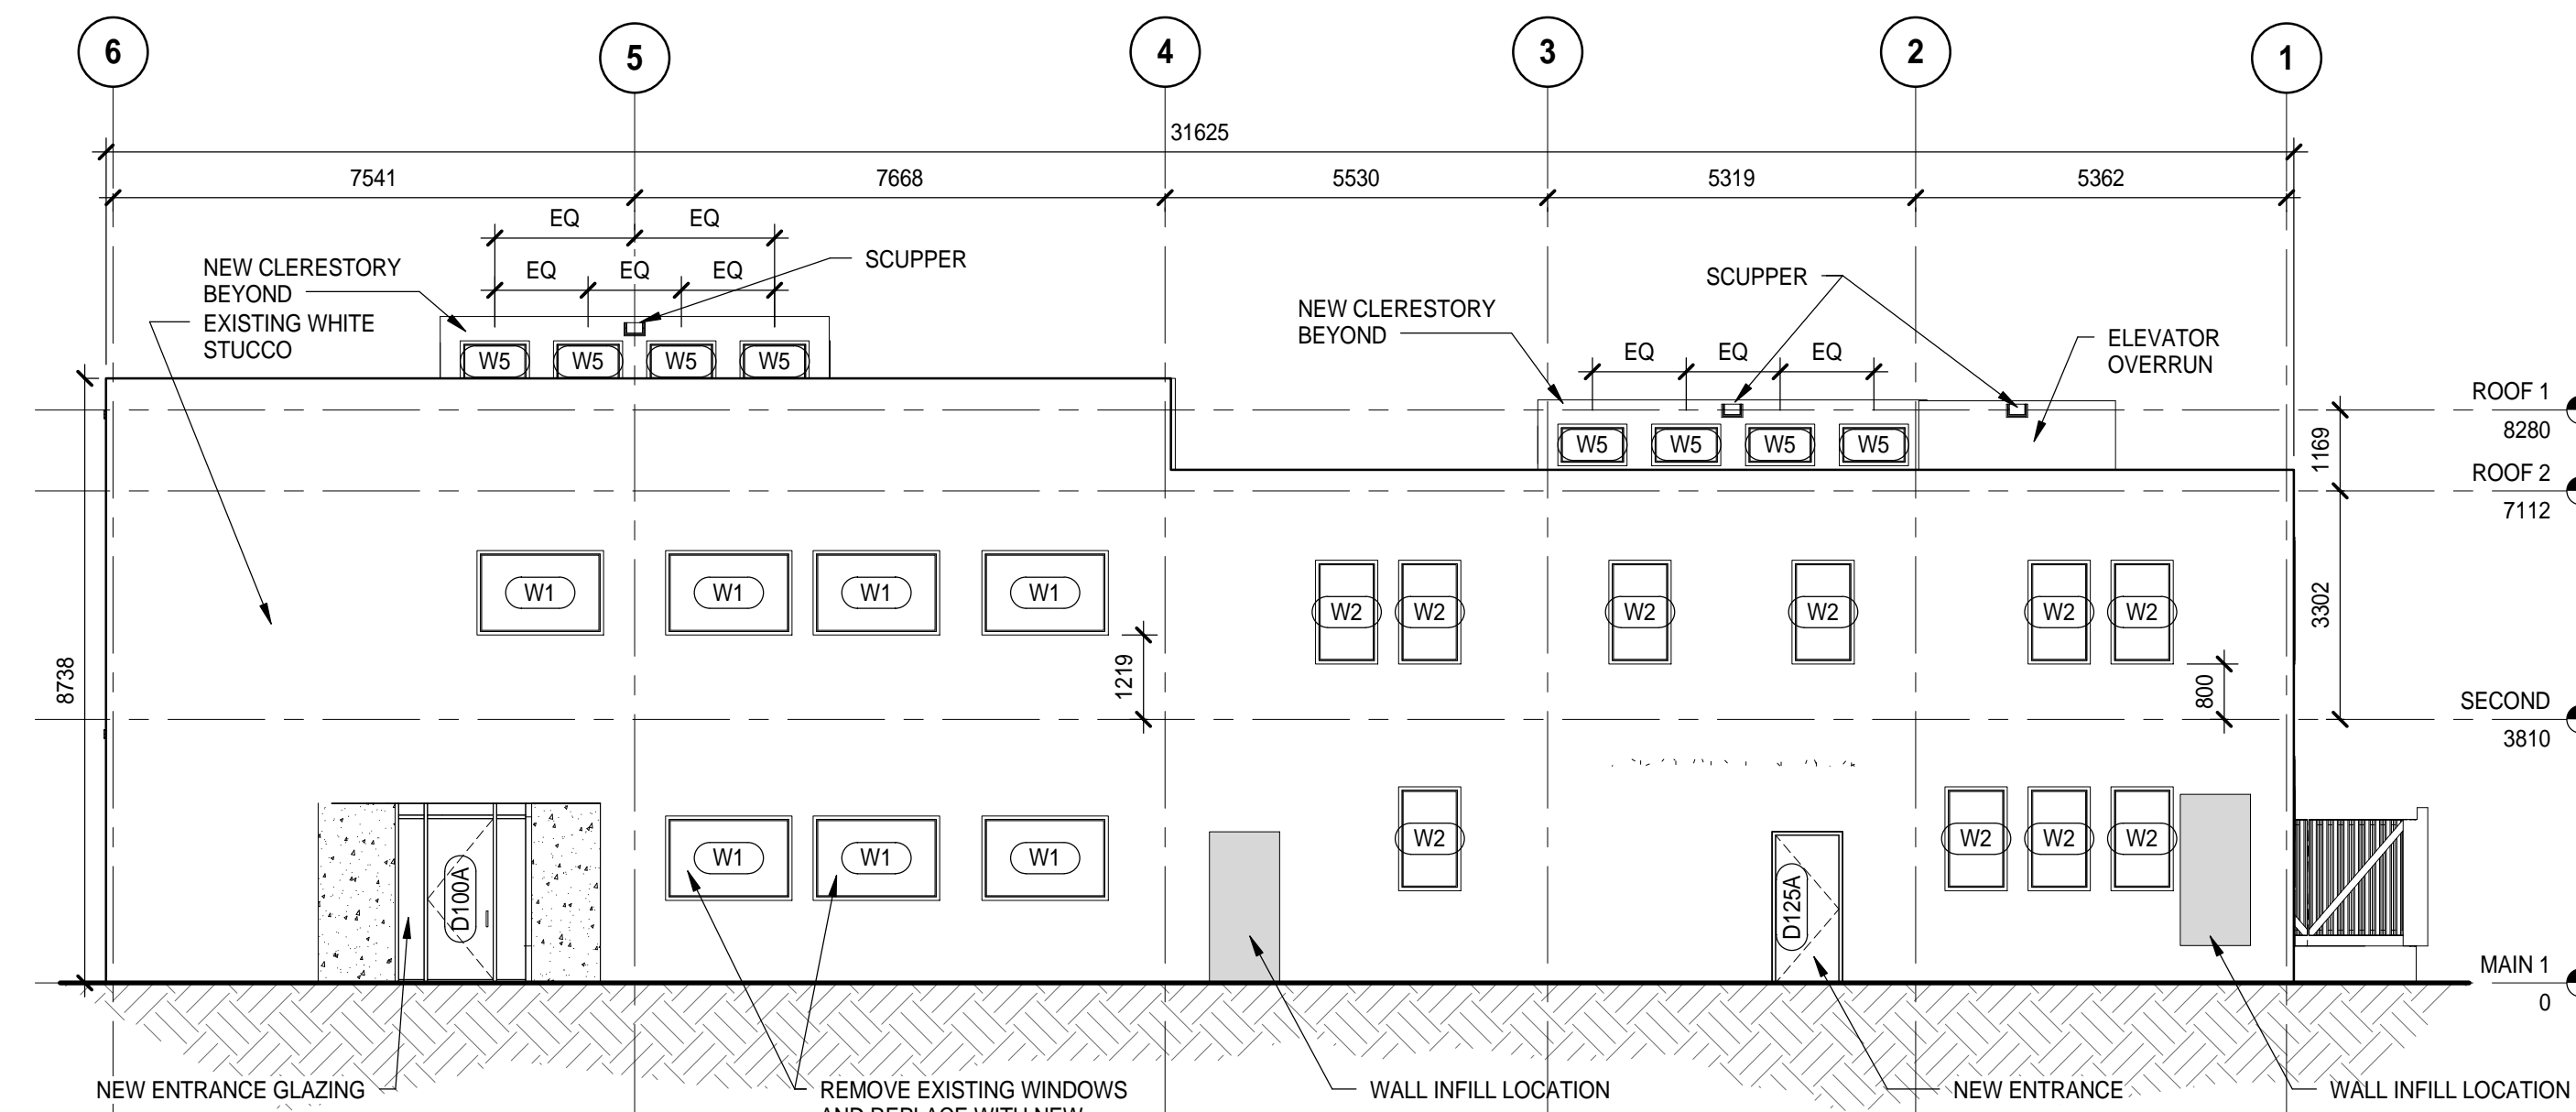 6 5 4 3 2 1
31625
7541 7668 5530 5319 5362
EQ EQ
EQ EQ EQ
SCUPPER
NEW CLERESTORY
BEYOND
EXISTING WHITE
STUCCO
W5 W5 W5 W5
SCUPPER
NEW CLERESTORY
BEYOND
EQ EQ EQ
ELEVATOR
OVERRUN
W5 W5 W5 W5
ROOF 1
8280
1169
ROOF 2
7112
W1 W1 W1 W1
W2 W2 W2 W2 W2 W2
3302
8738
1219
800
SECOND
3810
D100A
W1 W1 W1
W2
D125A
W2 W2 W2
MAIN 1
0
NEW ENTRANCE GLAZING
REMOVE EXISTING WINDOWS
AND REPLACE WITH NEW
WALL INFILL LOCATION
NEW ENTRANCE
WALL INFILL LOCATION